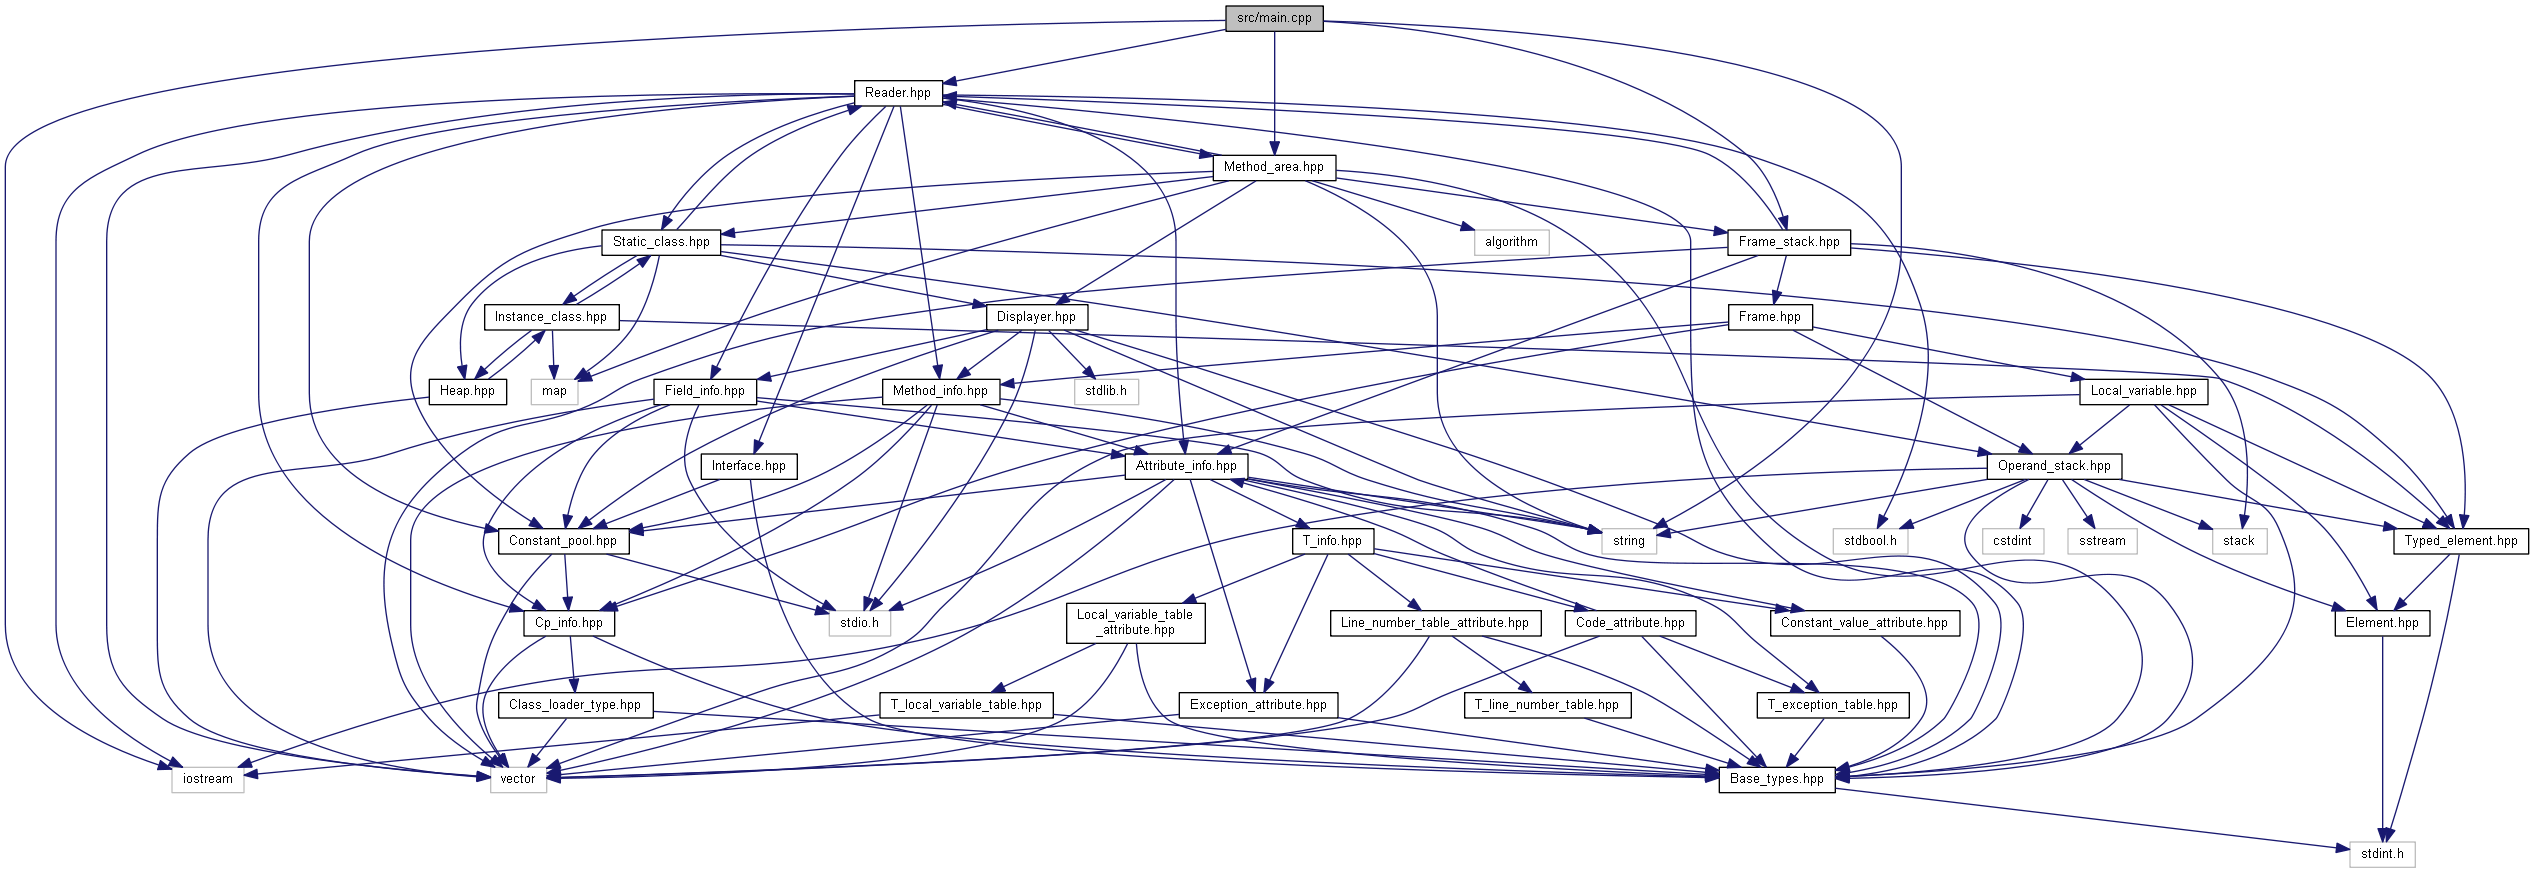 src/main.cpp
Reader.hpp
Method_area.hpp
Static_class.hpp
algorithm
Frame_stack.hpp
Instance_class.hpp
Displayer.hpp
Frame.hpp
Heap.hpp
map
Field_info.hpp
Method_info.hpp
stdlib.h
Local_variable.hpp
Interface.hpp
Attribute_info.hpp
Operand_stack.hpp
Constant_pool.hpp
T_info.hpp
string
stdbool.h
cstdint
sstream
stack
Typed_element.hpp
Cp_info.hpp
stdio.h
Local_variable_table
_attribute.hpp
Line_number_table_attribute.hpp
Code_attribute.hpp
Constant_value_attribute.hpp
Element.hpp
Class_loader_type.hpp
T_local_variable_table.hpp
Exception_attribute.hpp
T_line_number_table.hpp
T_exception_table.hpp
iostream
vector
Base_types.hpp
stdint.h